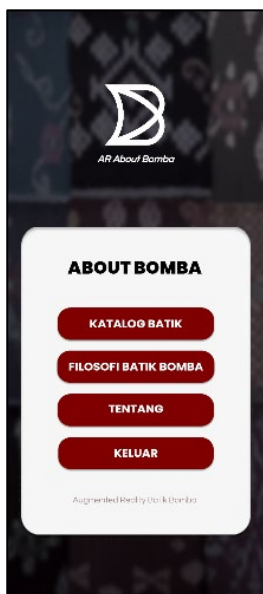 AR About Bomba
ABOUT BOMBA
KATALOG BATIK
FILOSOFI BATIK BOMBA
TENTANG
KELUAR
Augmented Reality Batik Bomba